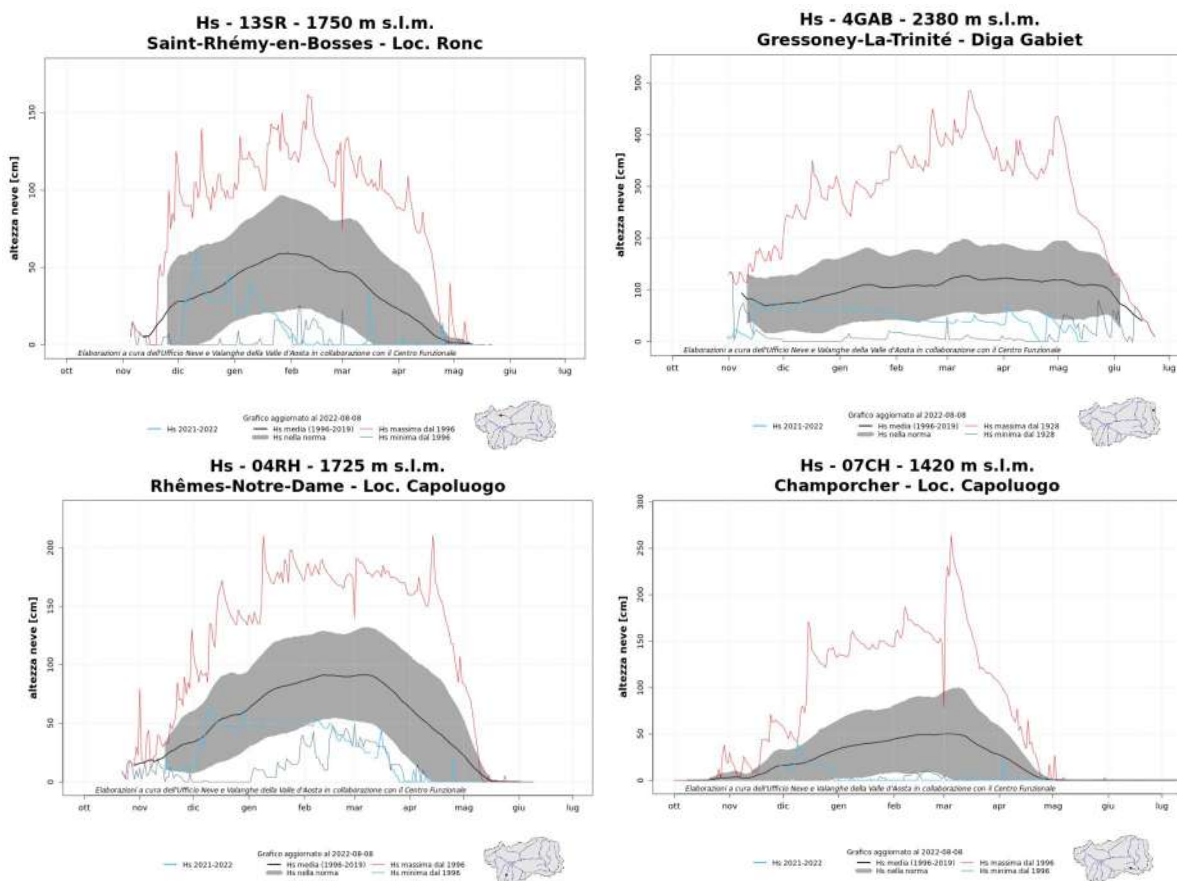 Hs - 13SR - 1750 m s.l.m.
Saint-Rhémy-en-Bosses - Loc. Ronc
altezza neve [cm]
150
100
50
0
Elaborazioni a cura dell'Ufficio Neve e Valanghe della Valle d'Aosta in collaborazione con il Centro Funzionale
ott nov dic gen feb mar apr mag giu lug
Grafico aggiornato al 2022-08-08
Hs 2021-2022 Hs media (1996-2019) Hs massima dal 1996
Hs nella norma Hs minima dal 1996
Hs - 4GAB - 2380 m s.l.m.
Gressoney-La-Trinité - Diga Gabiet
altezza neve [cm]
500
400
300
200
100
0
Elaborazioni a cura dell'Ufficio Neve e Valanghe della Valle d'Aosta in collaborazione con il Centro Funzionale
ott nov dic gen feb mar apr mag giu lug
Grafico aggiornato al 2022-08-08
Hs 2021-2022 Hs media (1996-2019) Hs massima dal 1928
Hs nella norma Hs minima dal 1928
Hs - 04RH - 1725 m s.l.m.
Rhêmes-Notre-Dame - Loc. Capoluogo
altezza neve [cm]
200
150
100
50
0
Elaborazioni a cura dell'Ufficio Neve e Valanghe della Valle d'Aosta in collaborazione con il Centro Funzionale
ott nov dic gen feb mar apr mag giu lug
Grafico aggiornato al 2022-08-08
Hs 2021-2022 Hs media (1996-2019) Hs massima dal 1996
Hs nella norma Hs minima dal 1996
Hs - 07CH - 1420 m s.l.m.
Champorcher - Loc. Capoluogo
altezza neve [cm]
300
250
200
150
100
50
0
Elaborazioni a cura dell'Ufficio Neve e Valanghe della Valle d'Aosta in collaborazione con il Centro Funzionale
ott nov dic gen feb mar apr mag giu lug
Grafico aggiornato al 2022-08-08
Hs 2021-2022 Hs media (1996-2019) Hs massima dal 1996
Hs nella norma Hs minima dal 1996